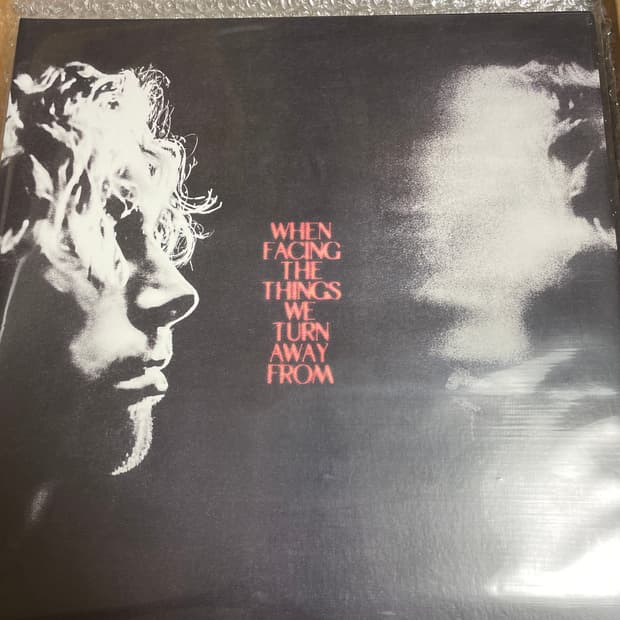 WHEN
FACING
THE
THINGS
WE
TURN
AWAY
FROM